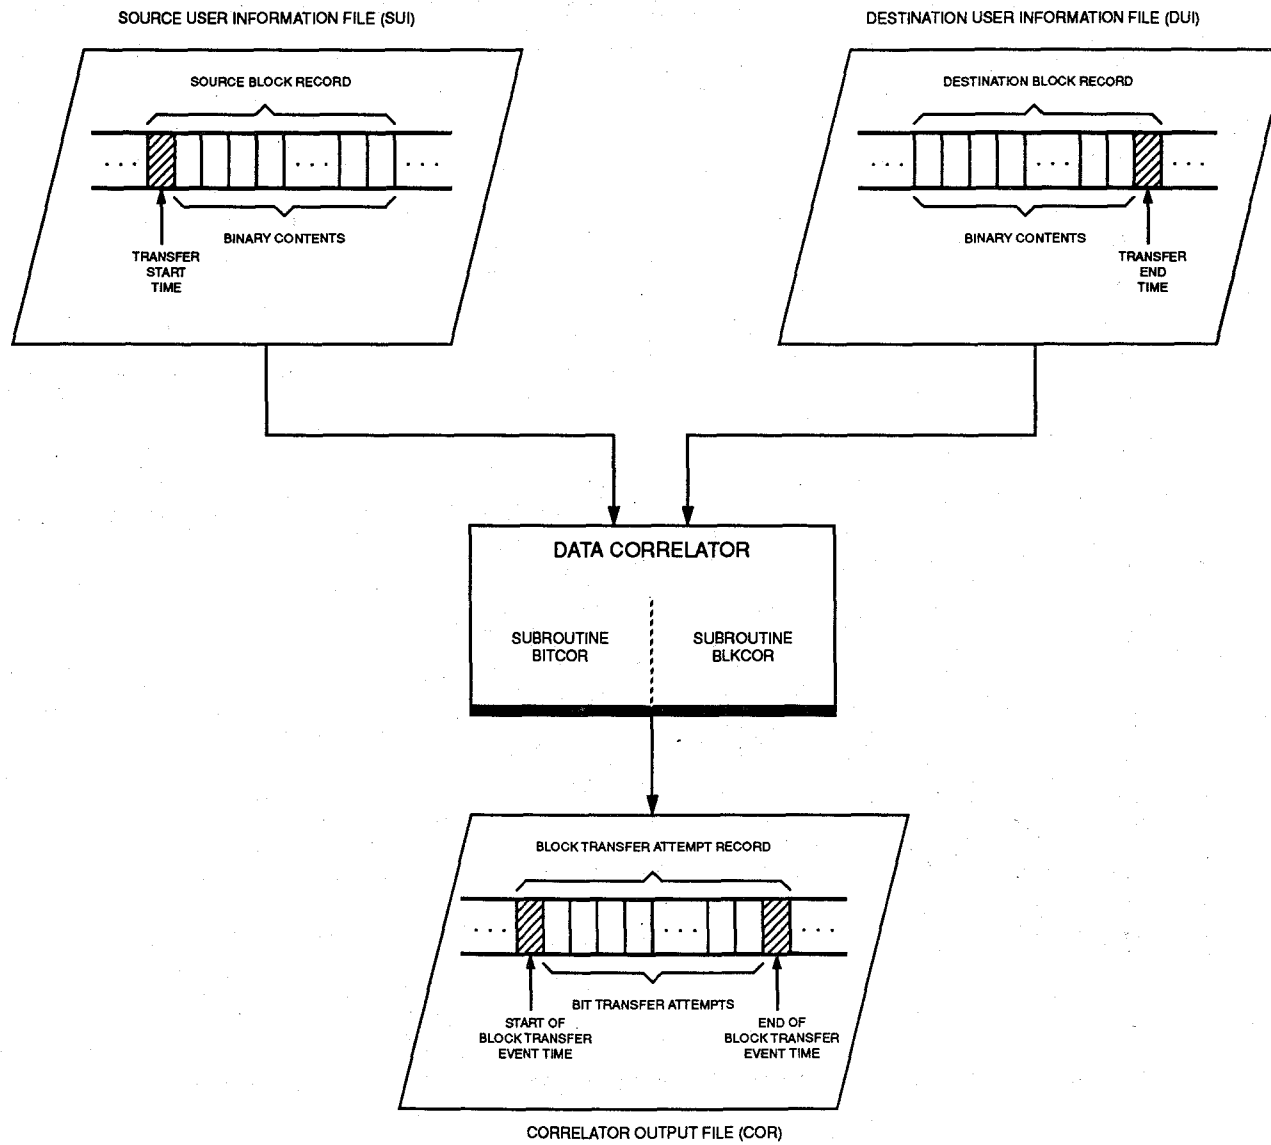 SOURCE USER INFORMATION FILE (SUI)
SOURCE BLOCK RECORD
. . .
. . .
. . .
BINARY CONTENTS
TRANSFER
START
TIME
DESTINATION USER INFORMATION FILE (DUI)
DESTINATION BLOCK RECORD
. . .
. . .
. . .
BINARY CONTENTS
TRANSFER
END
TIME
DATA CORRELATOR
SUBROUTINE
BITCOR
SUBROUTINE
BLKCOR
BLOCK TRANSFER ATTEMPT RECORD
. . .
. . .
. . .
BIT TRANSFER ATTEMPTS
START OF
BLOCK TRANSFER
EVENT TIME
END OF
BLOCK TRANSFER
EVENT TIME
CORRELATOR OUTPUT FILE (COR)